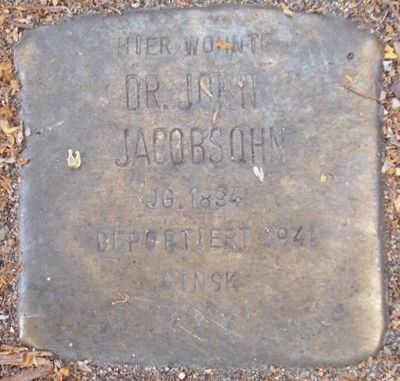 HIER WOHNTE
DR. JOHN
JACOBSOHN
JG. 1894
DEPORTIERT 1941
MINSK
???